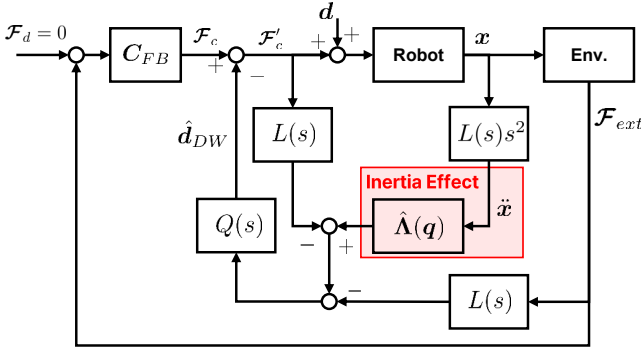 𝓕_d = 0
C_FB
𝓕_c
+
−
𝓕′_c
+
d
+
Robot
x
Env.
𝓕_ext
d̂_DW
L(s)
L(s)s²
Inertia Effect
Q(s)
−
+
Λ̂(q)
ẍ
−
L(s)